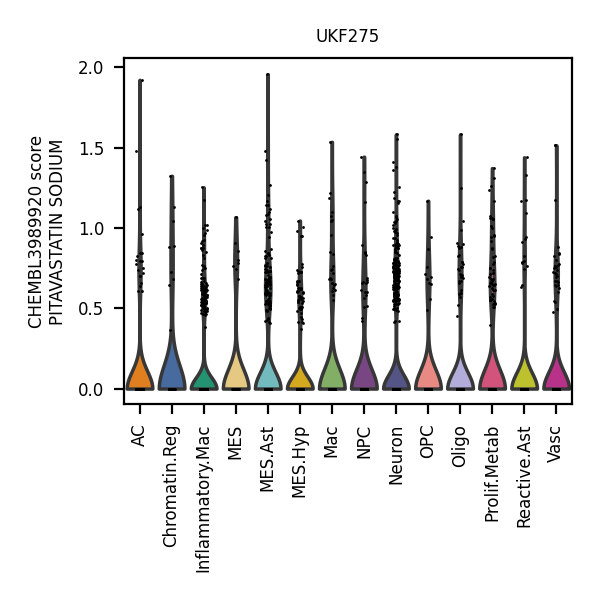 UKF275
CHEMBL3989920 score
PITAVASTATIN SODIUM
2.0
1.5
1.0
0.5
0.0
AC
Chromatin.Reg
Inflammatory.Mac
MES
MES.Ast
MES.Hyp
Mac
NPC
Neuron
OPC
Oligo
Prolif.Metab
Reactive.Ast
Vasc